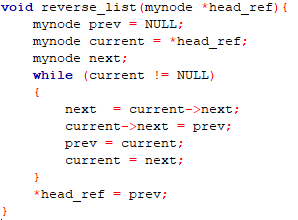 void reverse_list(mynode *head_ref){
    mynode prev = NULL;
    mynode current = *head_ref;
    mynode next;
    while (current != NULL)
    {
        next  = current->next;
        current->next = prev;
        prev = current;
        current = next;
    }
    *head_ref = prev;
}